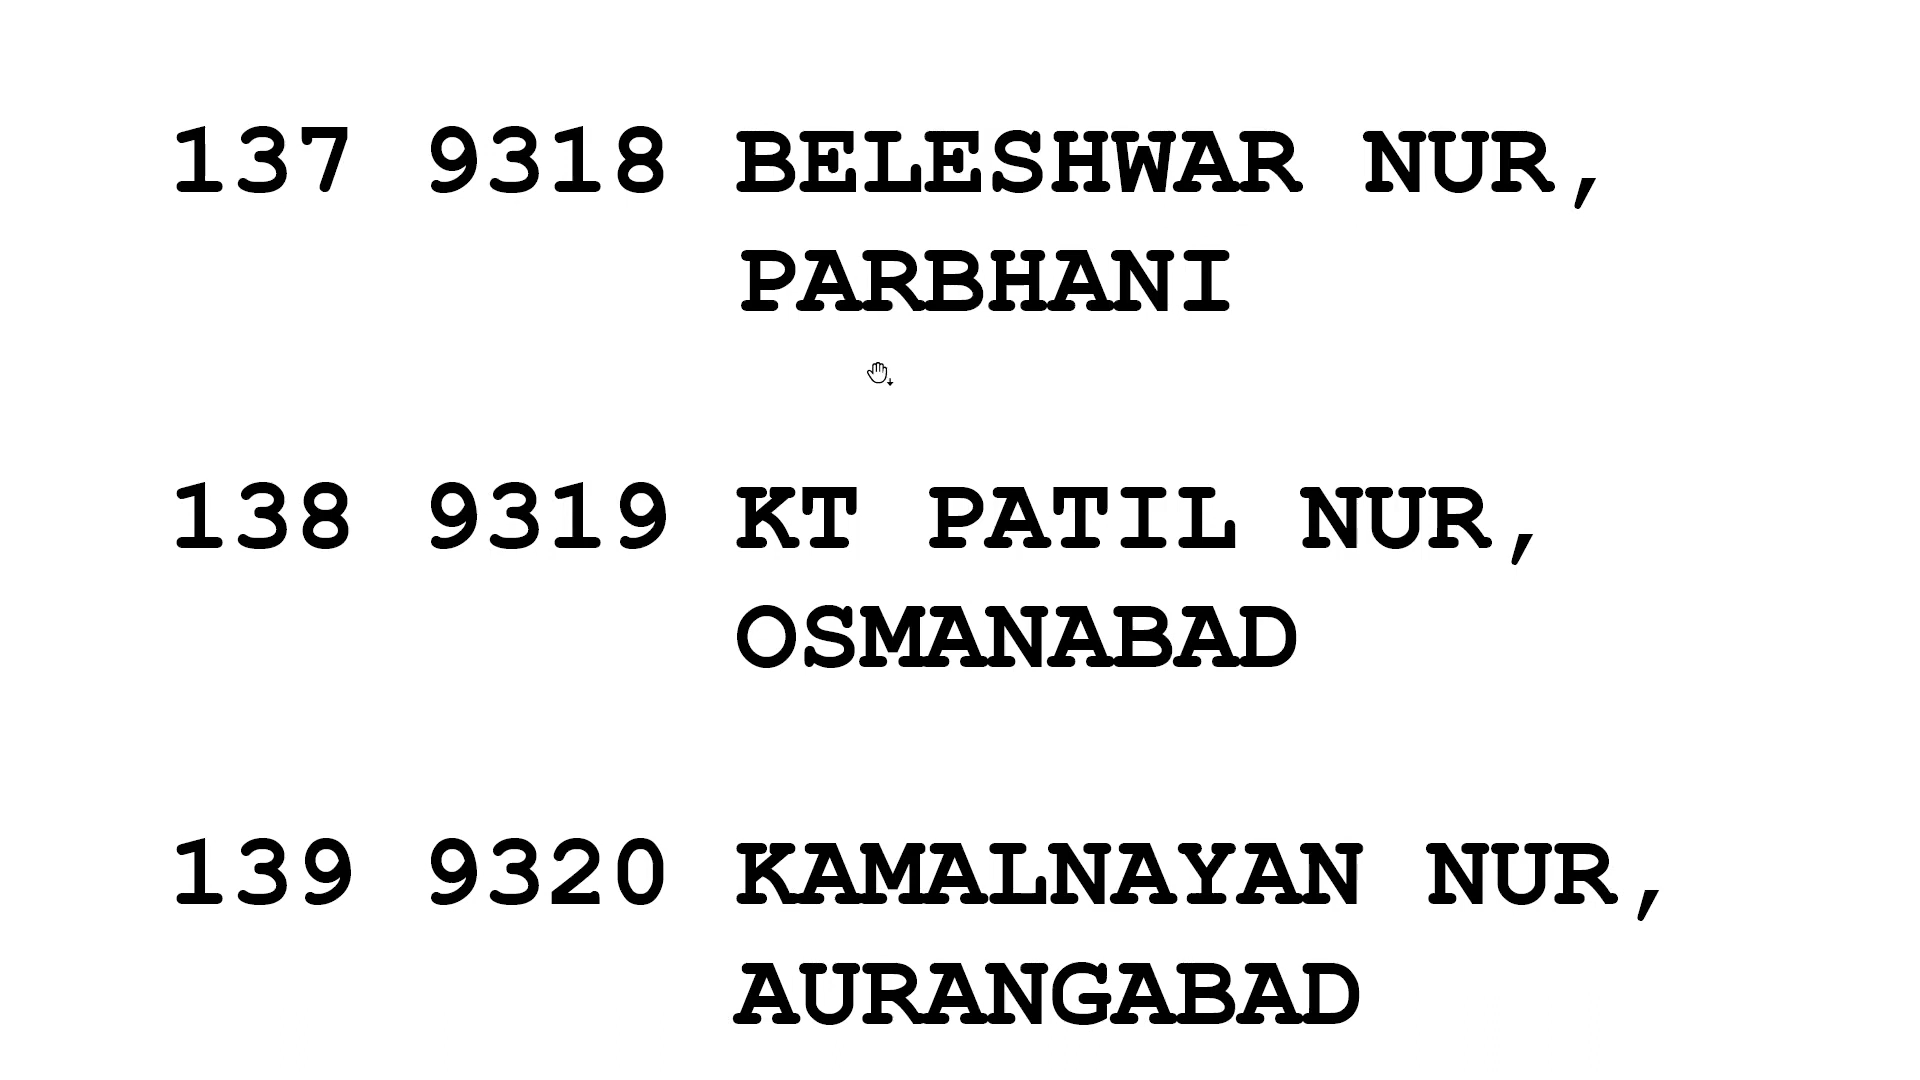 137 9318 BELESHWAR NUR,
PARBHANI
138 9319 KT PATIL NUR,
OSMANABAD
139 9320 KAMALNAYAN NUR,
AURANGABAD